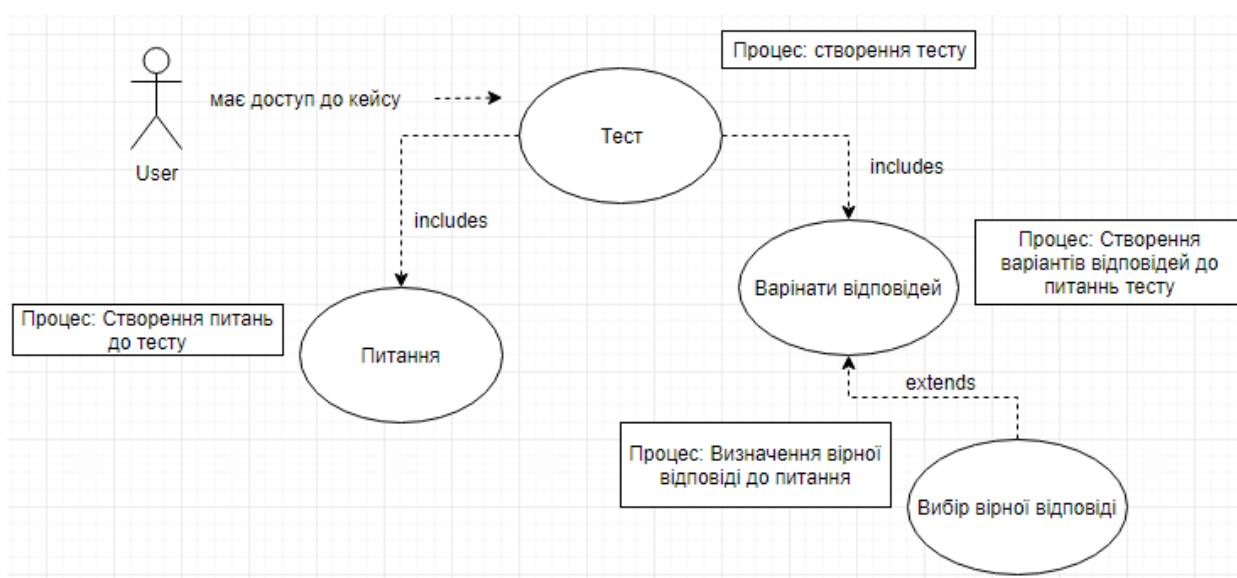 Процес: створення тесту
має доступ до кейсу
Тест
User
includes
includes
Процес: Створення
варіантів відповідей до
питаннь тесту
Варінати відповідей
Процес: Створення питань
до тесту
Питання
extends
Процес: Визначення вірної
відповіді до питання
Вибір вірної відповіді